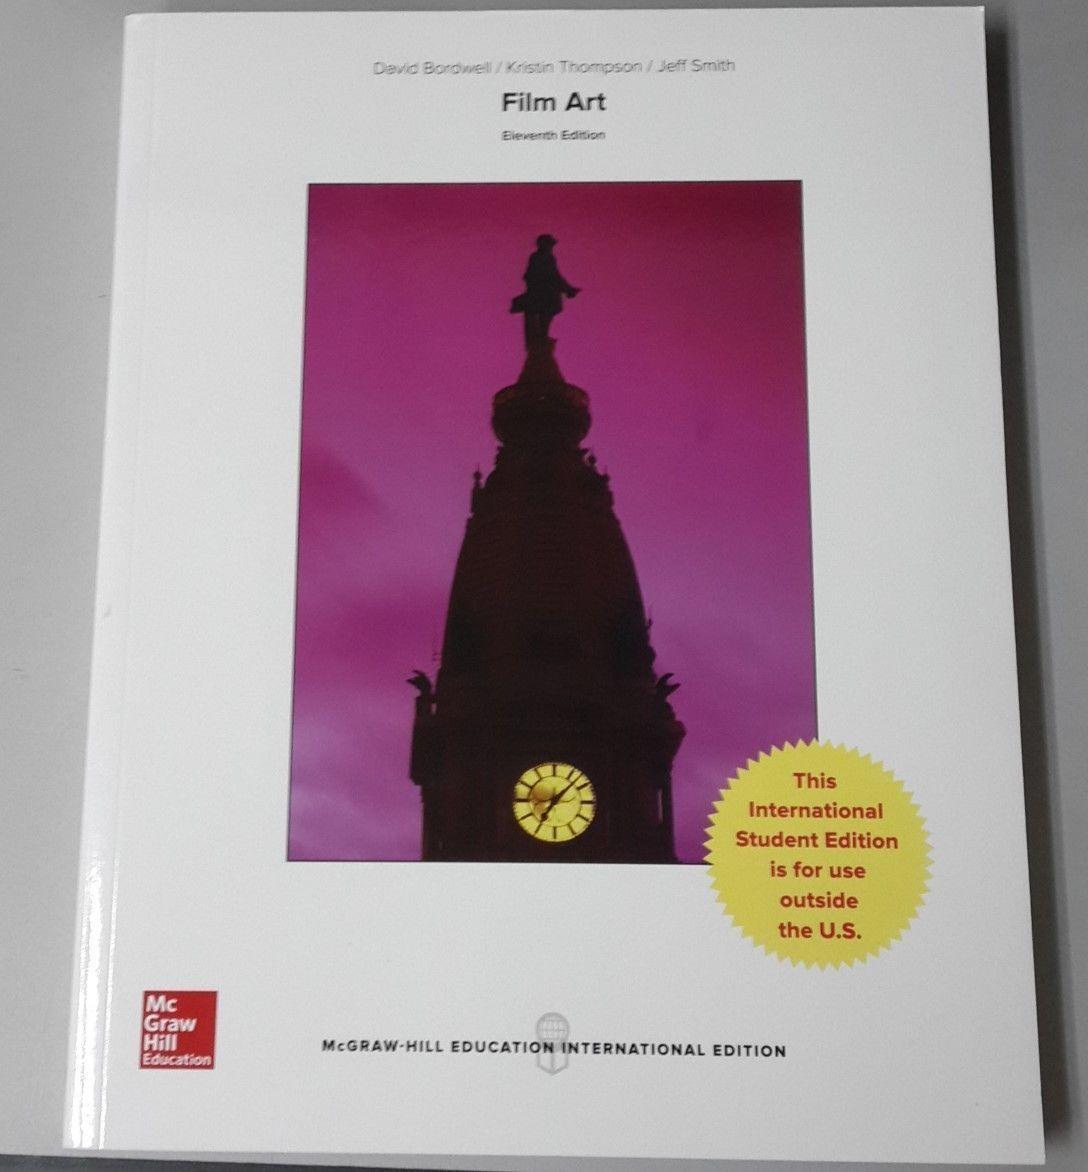 David Bordwell / Kristin Thompson / Jeff Smith
Film Art
Eleventh Edition
This
International
Student Edition
is for use
outside
the U.S.
Mc
Graw
Hill
Education
McGRAW-HILL EDUCATION INTERNATIONAL EDITION